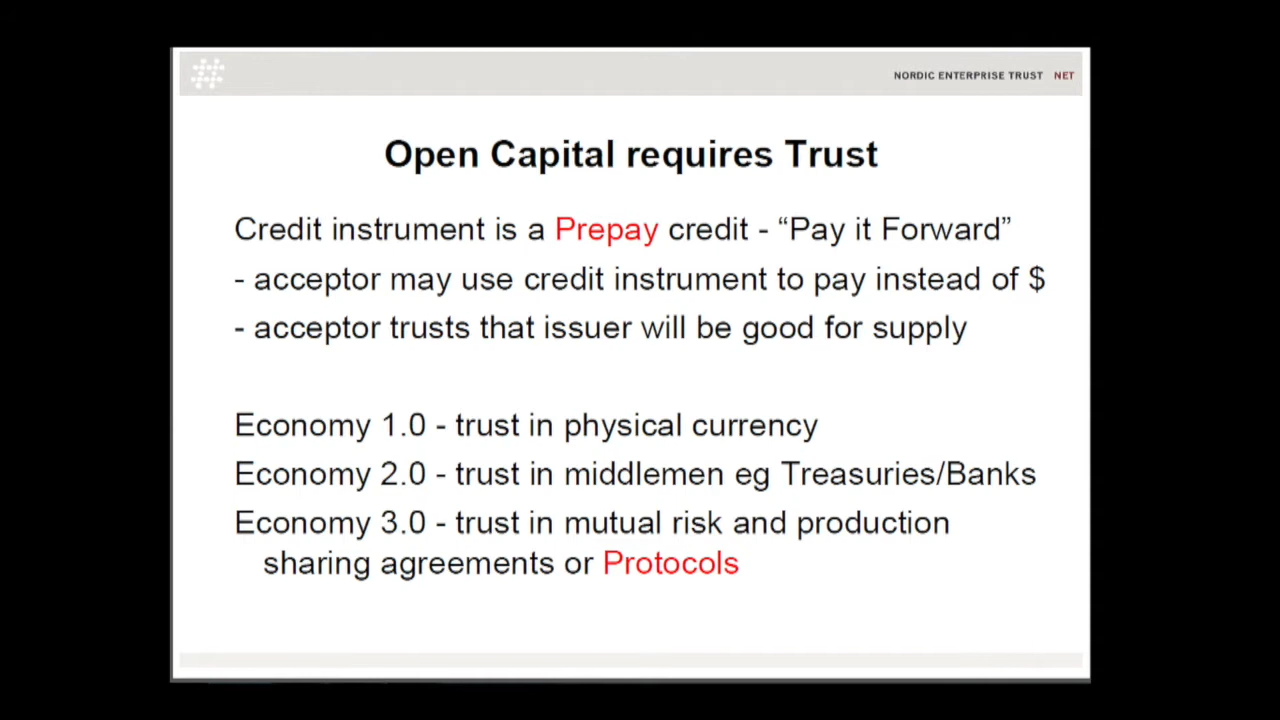 NORDIC ENTERPRISE TRUST NET
Open Capital requires Trust
Credit instrument is a Prepay credit - “Pay it Forward”
- acceptor may use credit instrument to pay instead of $
- acceptor trusts that issuer will be good for supply
Economy 1.0 - trust in physical currency
Economy 2.0 - trust in middlemen eg Treasuries/Banks
Economy 3.0 - trust in mutual risk and production
sharing agreements or Protocols